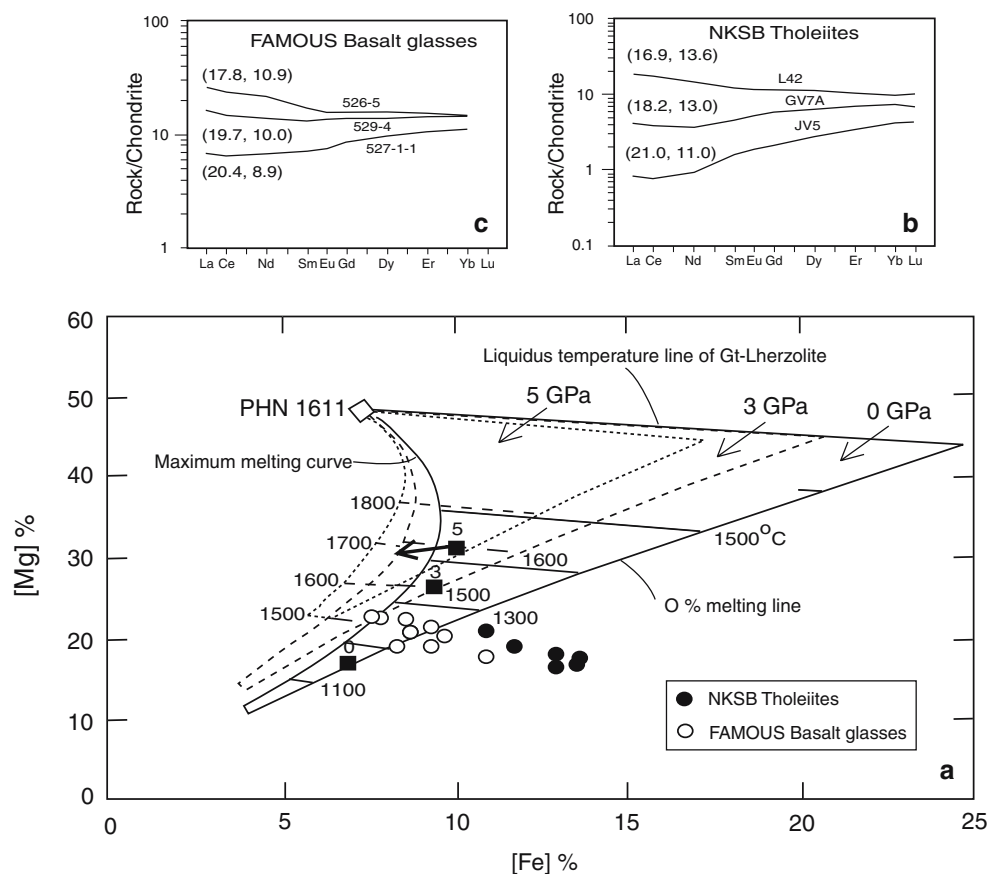 FAMOUS Basalt glasses
100
10
1
Rock/Chondrite
(17.8, 10.9)
(19.7, 10.0)
(20.4, 8.9)
526-5
529-4
527-1-1
c
La Ce Nd Sm Eu Gd Dy Er Yb Lu
NKSB Tholeiites
100
10
1
0.1
Rock/Chondrite
(16.9, 13.6)
(18.2, 13.0)
(21.0, 11.0)
L42
GV7A
JV5
b
La Ce Nd Sm Eu Gd Dy Er Yb Lu
60
50
40
30
20
10
0
[Mg] %
Liquidus temperature line of Gt-Lherzolite
PHN 1611
5 GPa
3 GPa
0 GPa
Maximum melting curve
1800
5
1500°C
1700
1600
3
1600
1500
1500
1300
O % melting line
0
1100
NKSB Tholeiites
FAMOUS Basalt glasses
a
0 5 10 15 20 25
[Fe] %